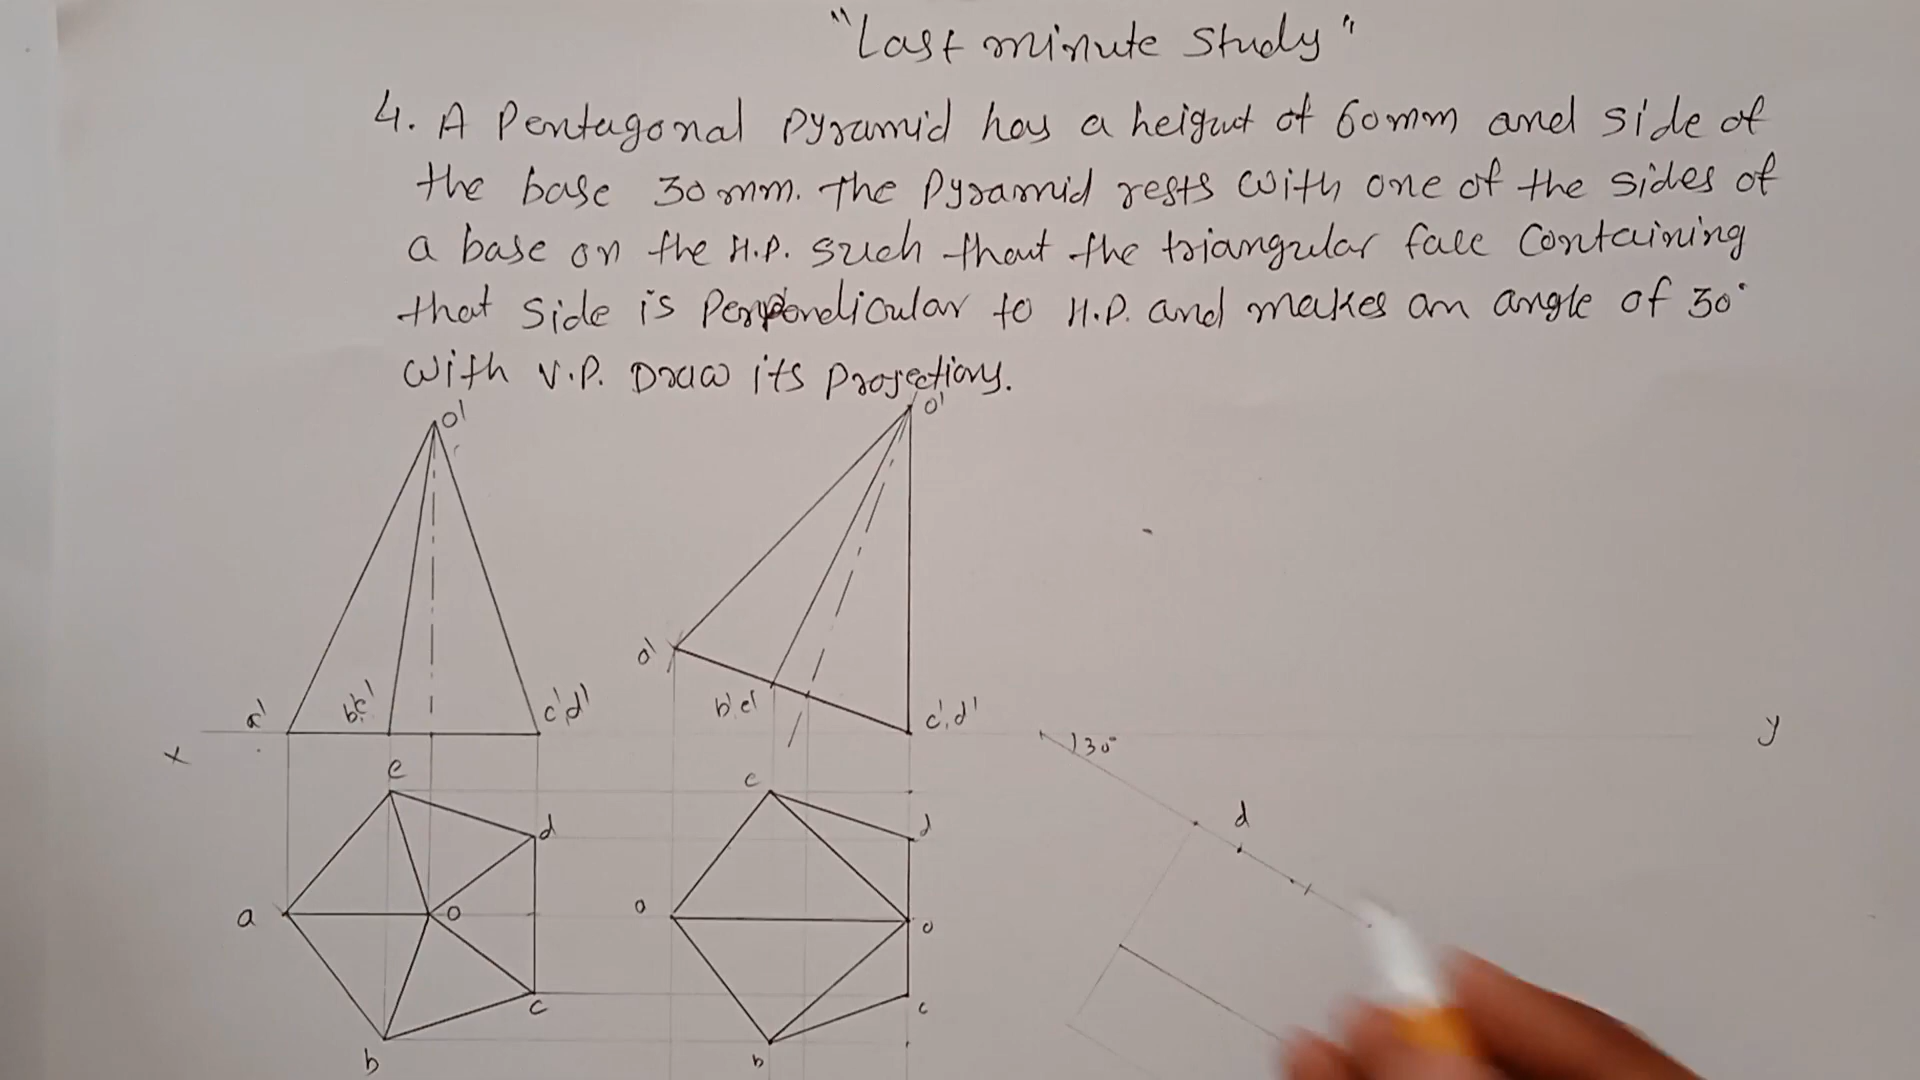 "Last minute Study"
4. A Pentagonal Pyramid has a height of 60mm and side of
the base 30mm. The Pyramid rests with one of the sides of
a base on the H.P. such that the triangular face Containing
that side is Perpendicular to H.P. and makes an angle of 30°
with V.P. Draw its Projections.
o' o'
a' b'e' c'd'
a' b'e' c'.d'
x y
30°
e d a o c b
e d a o c b
d